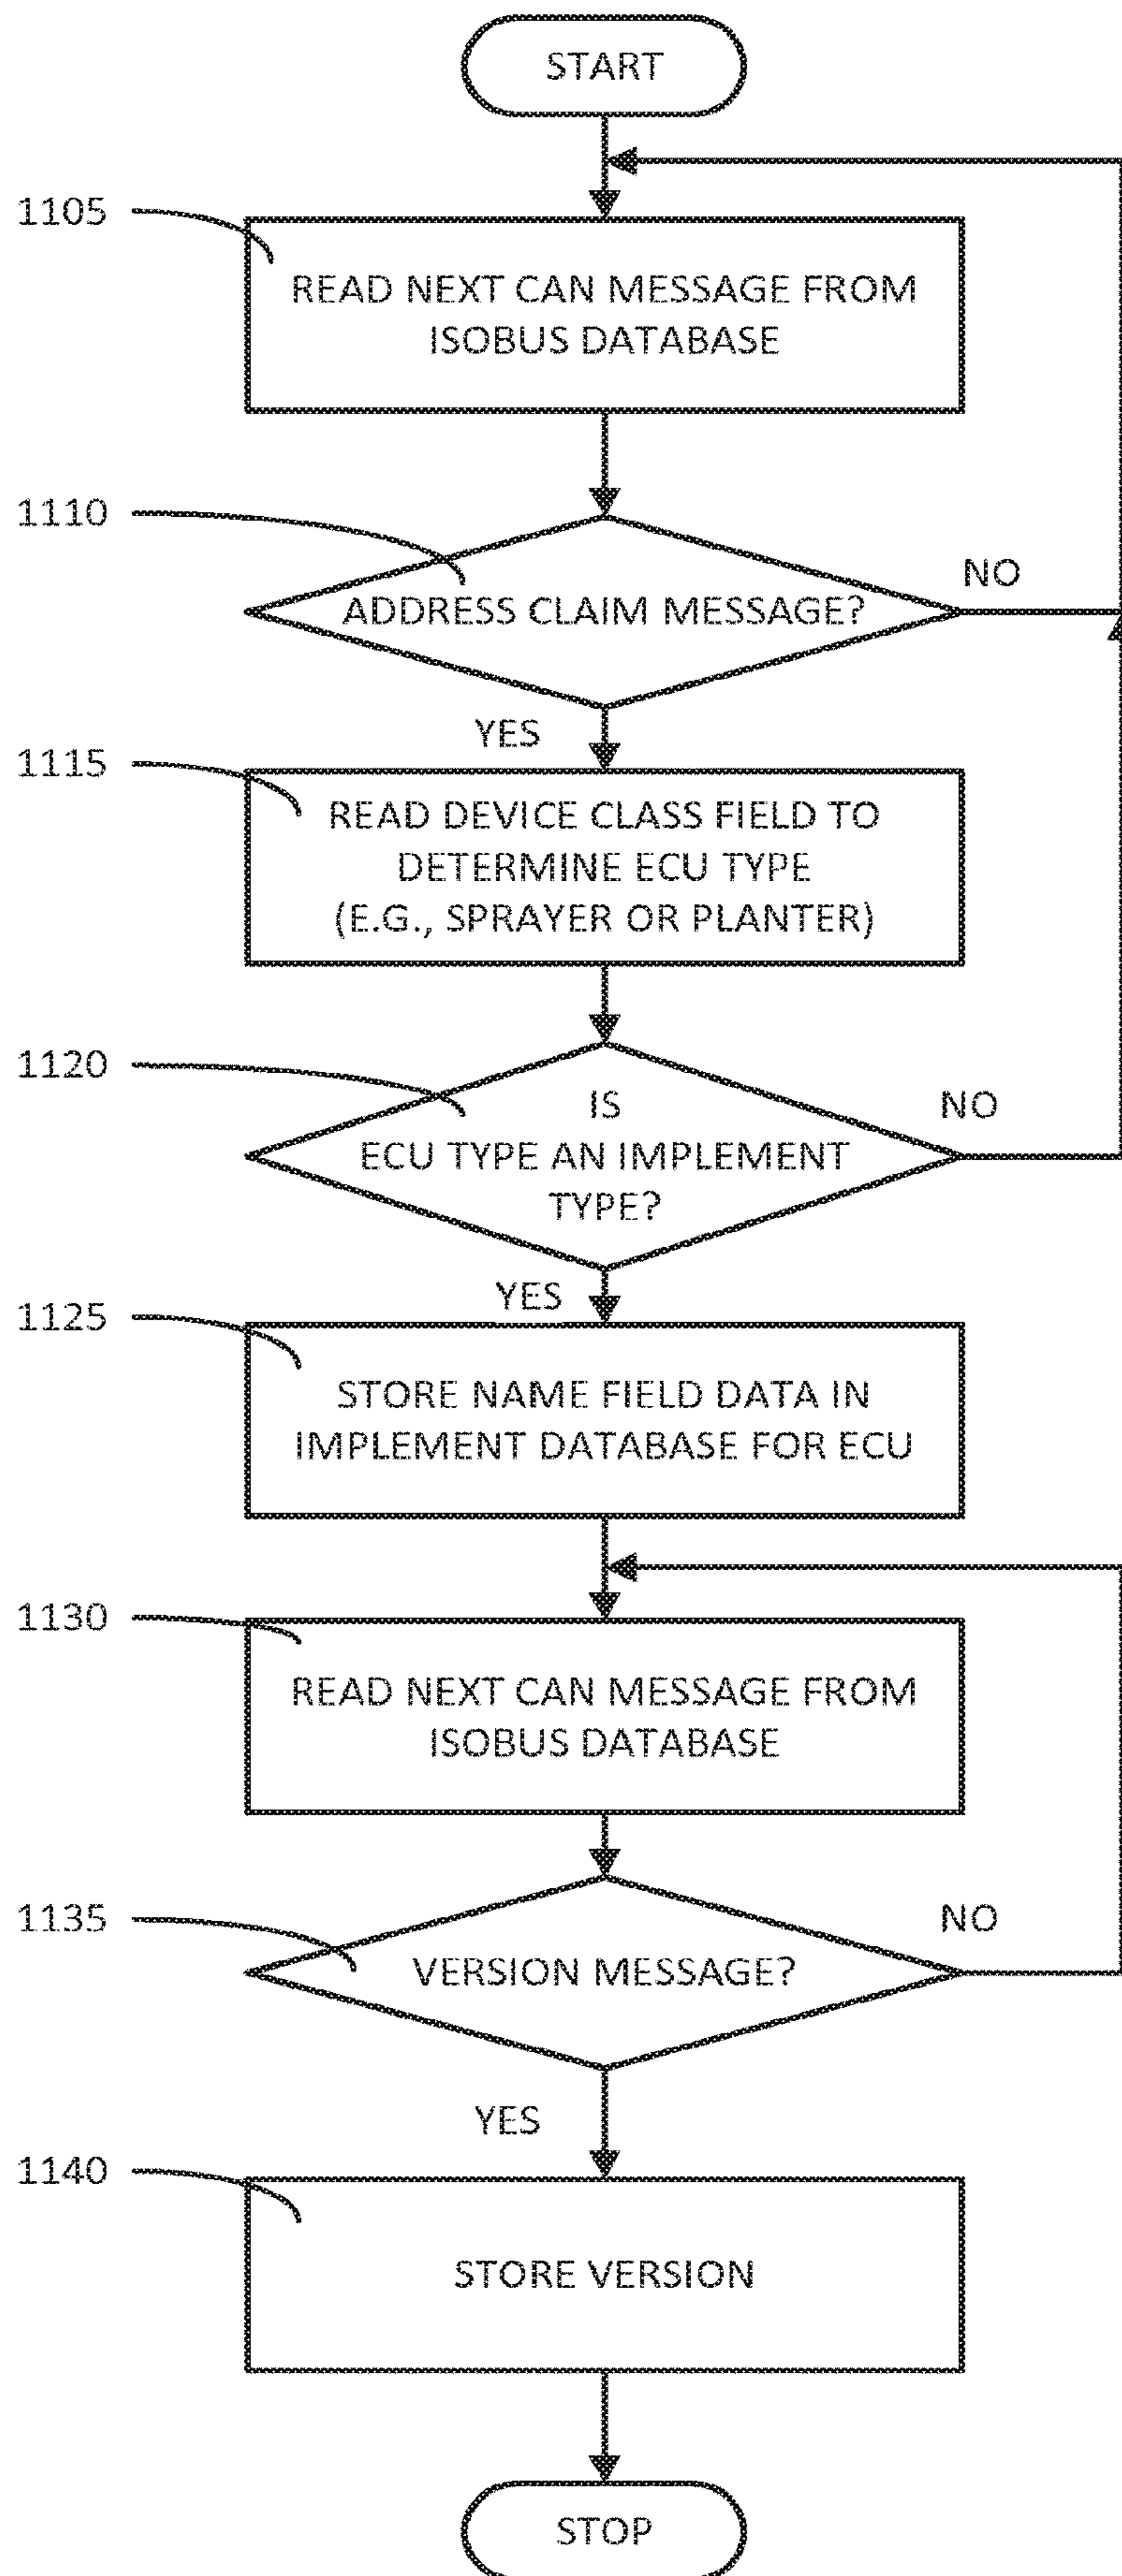 START
1105
READ NEXT CAN MESSAGE FROM
ISOBUS DATABASE
1110
NO
ADDRESS CLAIM MESSAGE?
YES
1115
READ DEVICE CLASS FIELD TO
DETERMINE ECU TYPE
(E.G., SPRAYER OR PLANTER)
1120
IS
NO
ECU TYPE AN IMPLEMENT
TYPE?
YES
1125
STORE NAME FIELD DATA IN
IMPLEMENT DATABASE FOR ECU
1130
READ NEXT CAN MESSAGE FROM
ISOBUS DATABASE
1135
NO
VERSION MESSAGE?
YES
1140
STORE VERSION
STOP